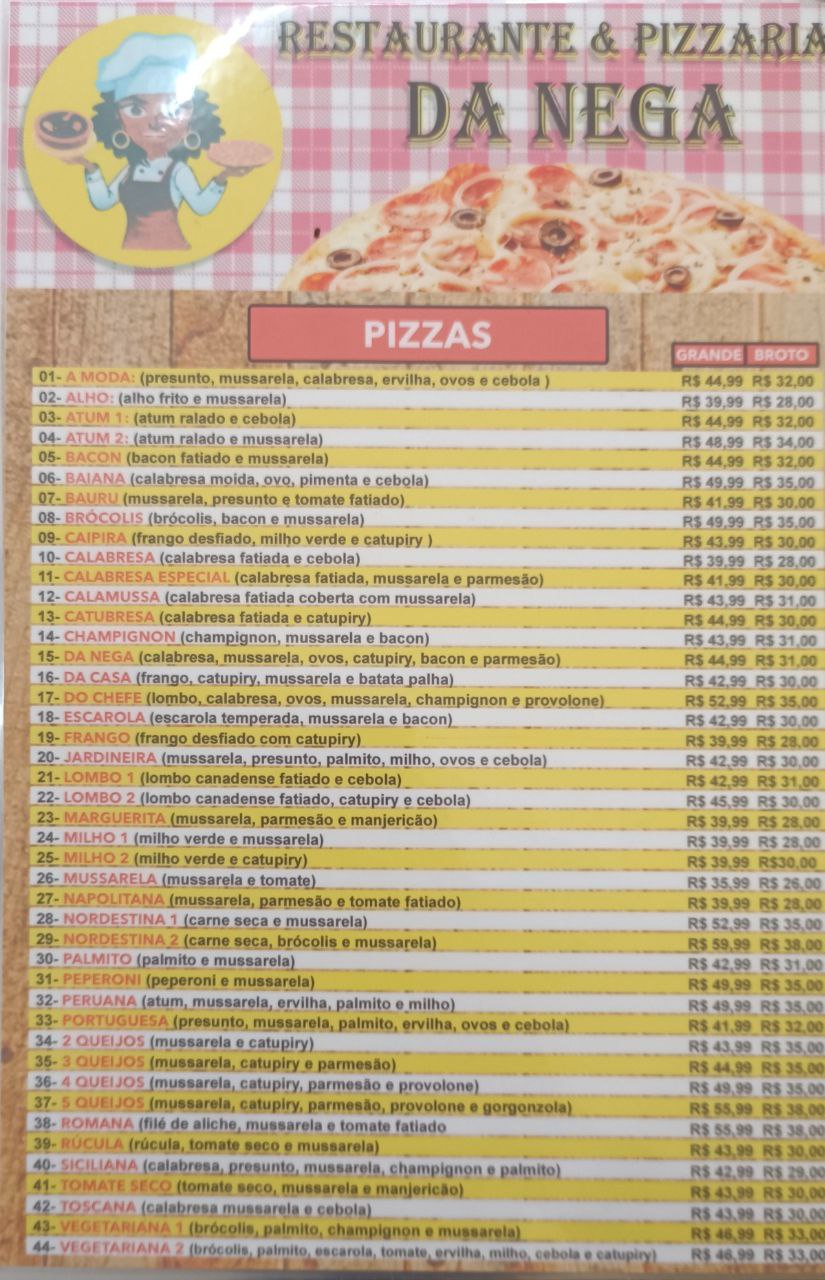 RESTAURANTE & PIZZARIA
DA NEGA
PIZZAS
GRANDE BROTO
01- A MODA: (presunto, mussarela, calabresa, ervilha, ovos e cebola ) R$ 44,99 R$ 32,00
02- ALHO: (alho frito e mussarela) R$ 39,99 R$ 28,00
03- ATUM 1: (atum ralado e cebola) R$ 44,99 R$ 32,00
04- ATUM 2: (atum ralado e mussarela) R$ 48,99 R$ 34,00
05- BACON (bacon fatiado e mussarela) R$ 44,99 R$ 32,00
06- BAIANA (calabresa moida, ovo, pimenta e cebola) R$ 49,99 R$ 35,00
07- BAURU (mussarela, presunto e tomate fatiado) R$ 41,99 R$ 30,00
08- BRÓCOLIS (brócolis, bacon e mussarela) R$ 49,99 R$ 35,00
09- CAIPIRA (frango desfiado, milho verde e catupiry ) R$ 43,99 R$ 30,00
10- CALABRESA (calabresa fatiada e cebola) R$ 39,99 R$ 28,00
11- CALABRESA ESPECIAL (calabresa fatiada, mussarela e parmesão) R$ 41,99 R$ 30,00
12- CALAMUSSA (calabresa fatiada coberta com mussarela) R$ 43,99 R$ 31,00
13- CATUBRESA (calabresa fatiada e catupiry) R$ 44,99 R$ 30,00
14- CHAMPIGNON (champignon, mussarela e bacon) R$ 43,99 R$ 31,00
15- DA NEGA (calabresa, mussarela, ovos, catupiry, bacon e parmesão) R$ 44,99 R$ 31,00
16- DA CASA (frango, catupiry, mussarela e batata palha) R$ 42,99 R$ 30,00
17- DO CHEFE (lombo, calabresa, ovos, mussarela, champignon e provolone) R$ 52,99 R$ 35,00
18- ESCAROLA (escarola temperada, mussarela e bacon) R$ 42,99 R$ 30,00
19- FRANGO (frango desfiado com catupiry) R$ 39,99 R$ 28,00
20- JARDINEIRA (mussarela, presunto, palmito, milho, ovos e cebola) R$ 42,99 R$ 30,00
21- LOMBO 1 (lombo canadense fatiado e cebola) R$ 42,99 R$ 31,00
22- LOMBO 2 (lombo canadense fatiado, catupiry e cebola) R$ 45,99 R$ 30,00
23- MARGUERITA (mussarela, parmesão e manjericão) R$ 39,99 R$ 28,00
24- MILHO 1 (milho verde e mussarela) R$ 39,99 R$ 28,00
25- MILHO 2 (milho verde e catupiry) R$ 39,99 R$30,00
26- MUSSARELA (mussarela e tomate) R$ 35,99 R$ 26,00
27- NAPOLITANA (mussarela, parmesão e tomate fatiado) R$ 39,99 R$ 28,00
28- NORDESTINA 1 (carne seca e mussarela) R$ 52,99 R$ 35,00
29- NORDESTINA 2 (carne seca, brócolis e mussarela) R$ 59,99 R$ 38,00
30- PALMITO (palmito e mussarela) R$ 42,99 R$ 31,00
31- PEPERONI (peperoni e mussarela) R$ 49,99 R$ 35,00
32- PERUANA (atum, mussarela, ervilha, palmito e milho) R$ 49,99 R$ 35,00
33- PORTUGUESA (presunto, mussarela, palmito, ervilha, ovos e cebola) R$ 41,99 R$ 32,00
34- 2 QUEIJOS (mussarela e catupiry) R$ 43,99 R$ 35,00
35- 3 QUEIJOS (mussarela, catupiry e parmesão) R$ 44,99 R$ 35,00
36- 4 QUEIJOS (mussarela, catupiry, parmesão e provolone) R$ 49,99 R$ 35,00
37- 5 QUEIJOS (mussarela, catupiry, parmesão, provolone e gorgonzola) R$ 55,99 R$ 38,00
38- ROMANA (filé de aliche, mussarela e tomate fatiado R$ 55,99 R$ 38,00
39- RÚCULA (rúcula, tomate seco e mussarela) R$ 43,99 R$ 30,00
40- SICILIANA (calabresa, presunto, mussarela, champignon e palmito) R$ 42,99 R$ 29,00
41- TOMATE SECO (tomate seco, mussarela e manjericão) R$ 43,99 R$ 30,00
42- TOSCANA (calabresa mussarela e cebola) R$ 43,99 R$ 30,00
43- VEGETARIANA 1 (brócolis, palmito, champignon e mussarela) R$ 46,99 R$ 33,00
44- VEGETARIANA 2 (brócolis, palmito, escarola, tomate, ervilha, milho, cebola e catupiry) R$ 46,99 R$ 33,00